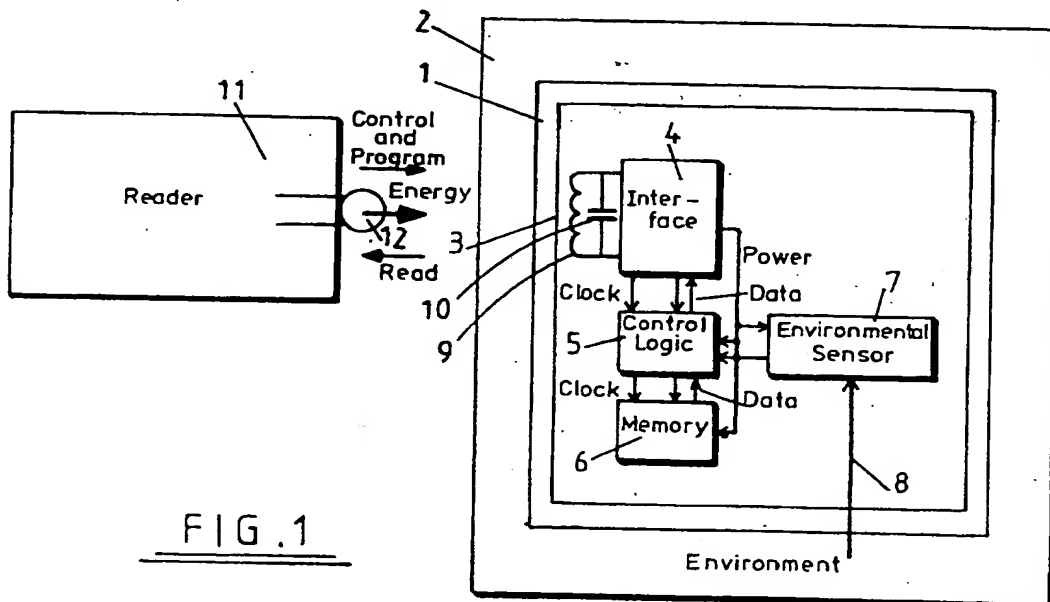 2
1
11
Control
and
Program
Reader
Energy
12
Read
3
10
9
4
Inter-
face
Power
Clock
Data
7
5
Control
Logic
Environmental
Sensor
Clock
Data
Memory
6
8
Environment
FIG.1